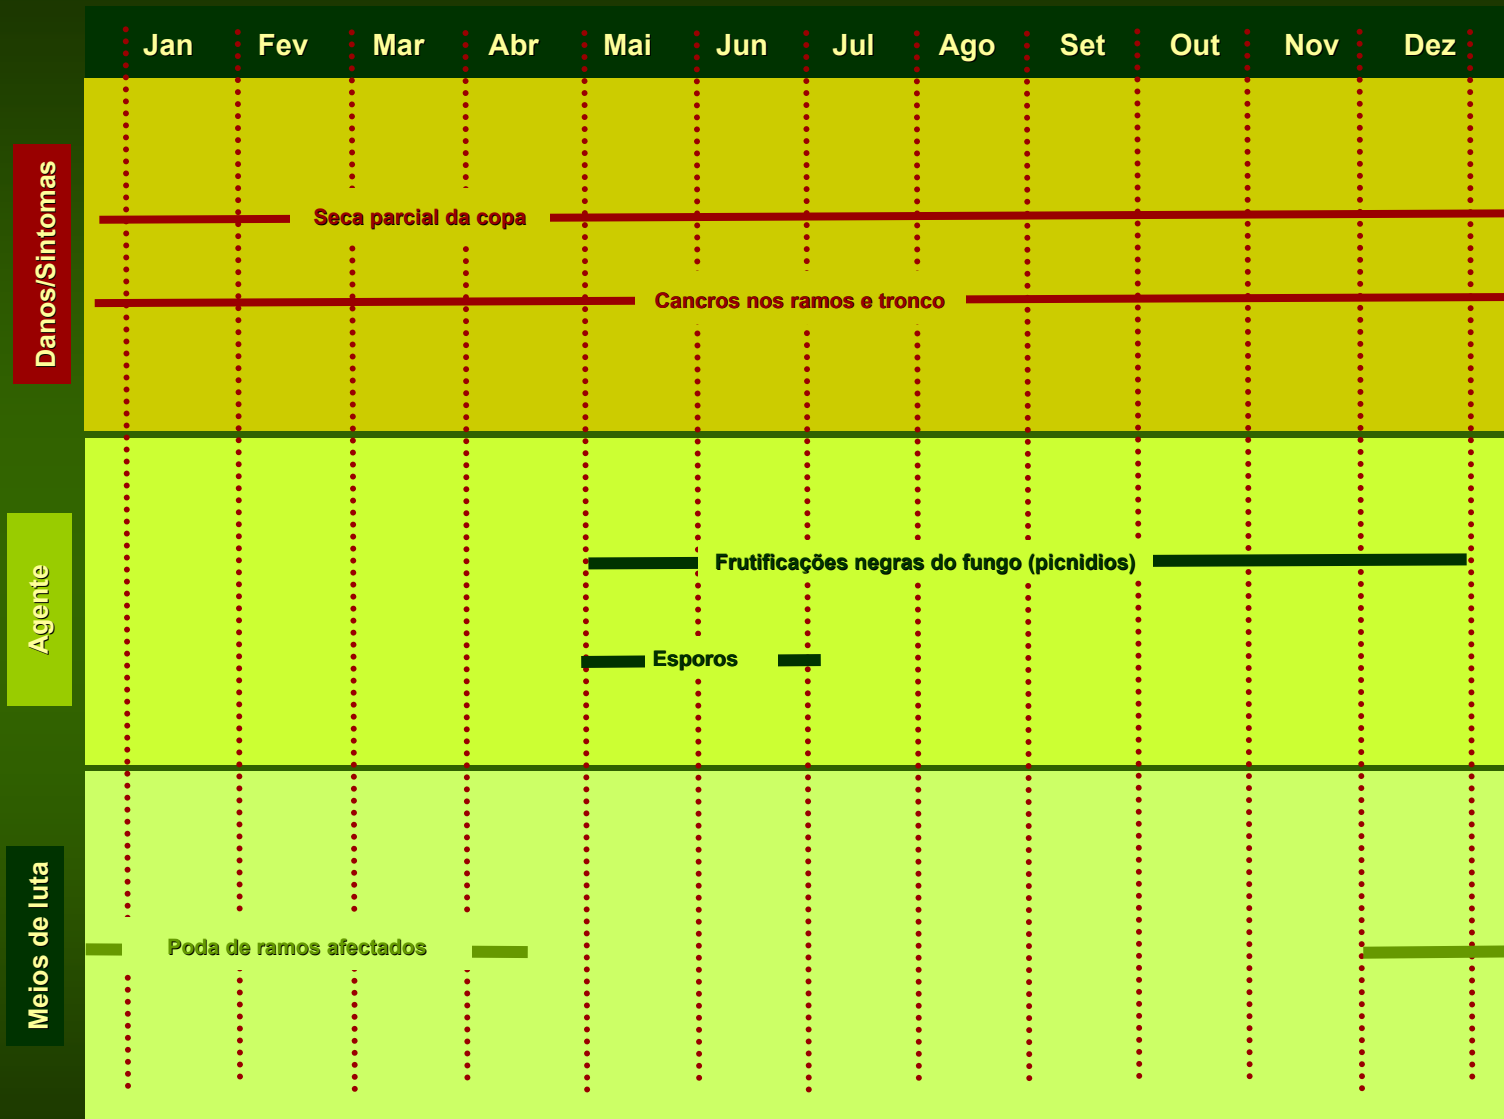 Jan Fev Mar Abr Mai Jun Jul Ago Set Out Nov Dez
Danos/Sintomas
Seca parcial da copa
Cancros nos ramos e tronco
Agente
Frutificações negras do fungo (picnidios)
Esporos
Meios de luta
Poda de ramos afectados